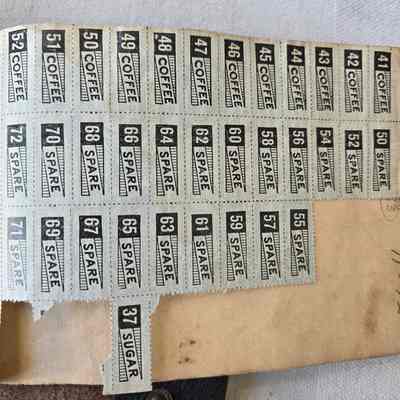 52 COFFEE 51 COFFEE 50 COFFEE 49 COFFEE 48 COFFEE 47 COFFEE 46 COFFEE 45 COFFEE 44 COFFEE 43 COFFEE 42 COFFEE 41 COFFEE
72 SPARE 70 SPARE 68 SPARE 66 SPARE 64 SPARE 62 SPARE 60 SPARE 58 SPARE 56 SPARE 54 SPARE 52 SPARE 50 SPARE
71 SPARE 69 SPARE 67 SPARE 65 SPARE 63 SPARE 61 SPARE 59 SPARE 57 SPARE 55 SPARE
37 SUGAR